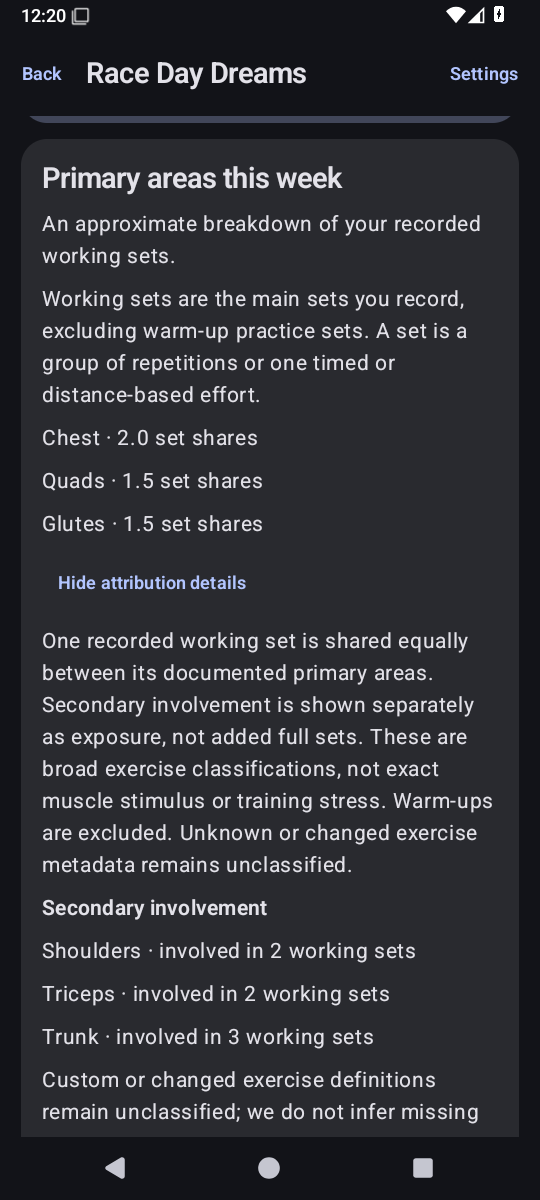 12:20
Back Race Day Dreams Settings
Primary areas this week
An approximate breakdown of your recorded
working sets.
Working sets are the main sets you record,
excluding warm-up practice sets. A set is a
group of repetitions or one timed or
distance-based effort.
Chest · 2.0 set shares
Quads · 1.5 set shares
Glutes · 1.5 set shares
Hide attribution details
One recorded working set is shared equally
between its documented primary areas.
Secondary involvement is shown separately
as exposure, not added full sets. These are
broad exercise classifications, not exact
muscle stimulus or training stress. Warm-ups
are excluded. Unknown or changed exercise
metadata remains unclassified.
Secondary involvement
Shoulders · involved in 2 working sets
Triceps · involved in 2 working sets
Trunk · involved in 3 working sets
Custom or changed exercise definitions
remain unclassified; we do not infer missing